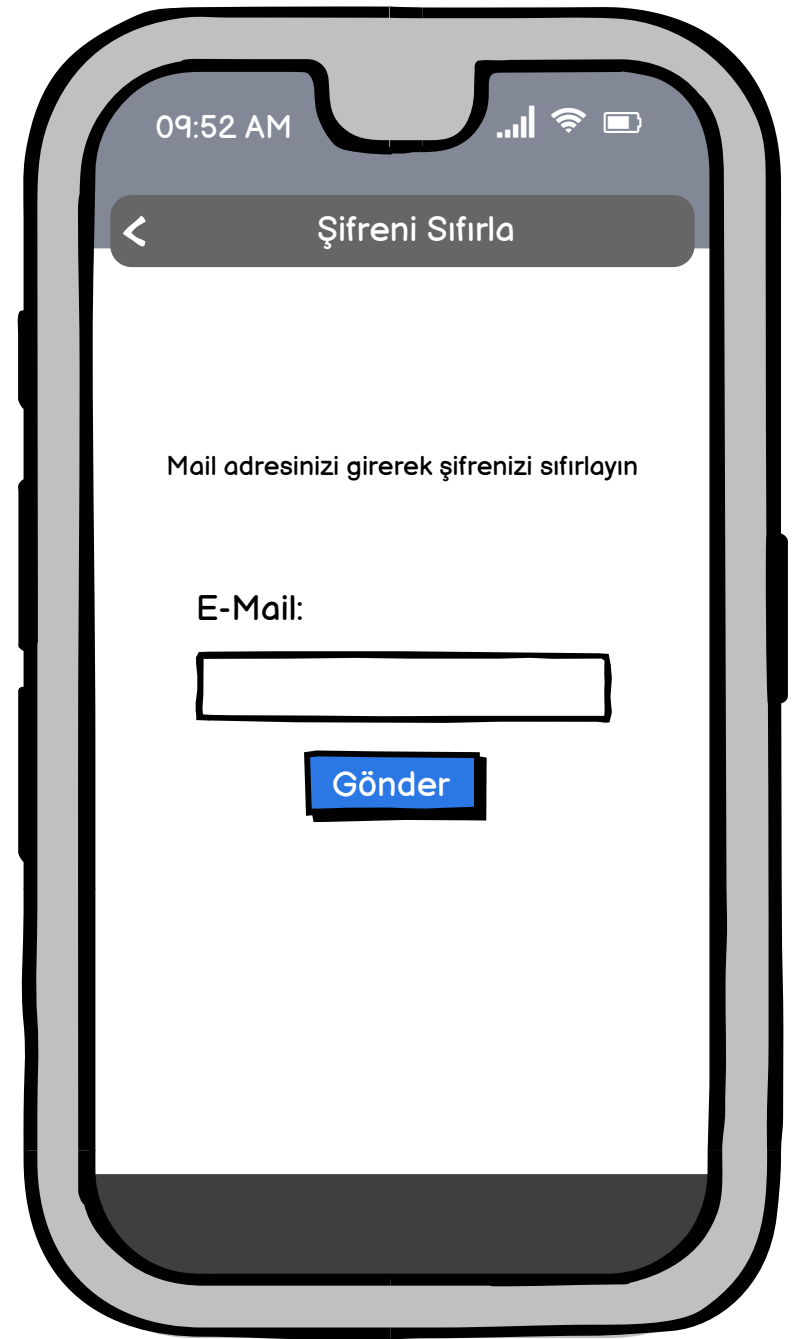 09:52 AM
Şifreni Sıfırla
Mail adresinizi girerek şifrenizi sıfırlayın
E-Mail:
Gönder